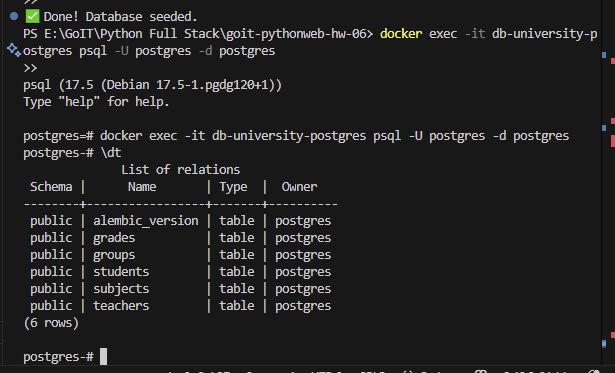 >>
✅ Done! Database seeded.
PS E:\GoIT\Python Full Stack\goit-pythonweb-hw-06> docker exec -it db-university-p
ostgres psql -U postgres -d postgres
>>
psql (17.5 (Debian 17.5-1.pgdg120+1))
Type "help" for help.

postgres=# docker exec -it db-university-postgres psql -U postgres -d postgres
postgres-# \dt
              List of relations
 Schema |      Name       | Type  |  Owner
--------+-----------------+-------+----------
 public | alembic_version | table | postgres
 public | grades          | table | postgres
 public | groups          | table | postgres
 public | students        | table | postgres
 public | subjects        | table | postgres
 public | teachers        | table | postgres
(6 rows)

postgres-#